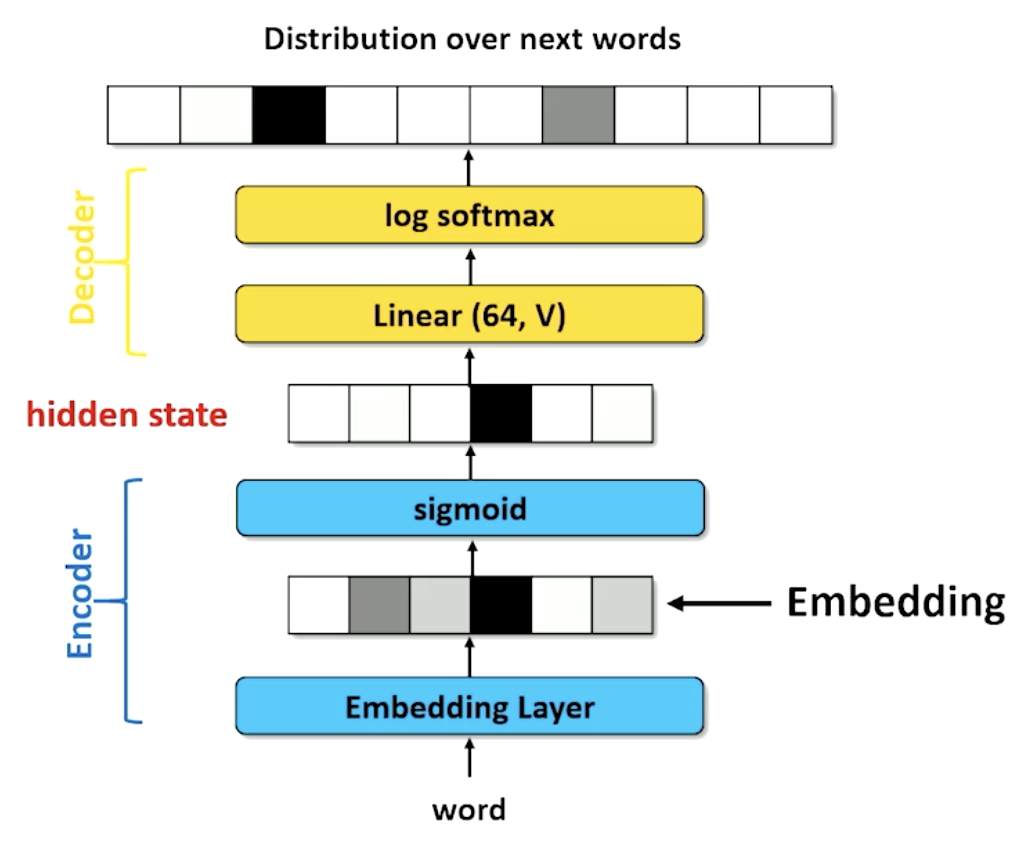 Distribution over next words
Decoder
log softmax
Linear (64, V)
hidden state
Encoder
sigmoid
Embedding
Embedding Layer
word